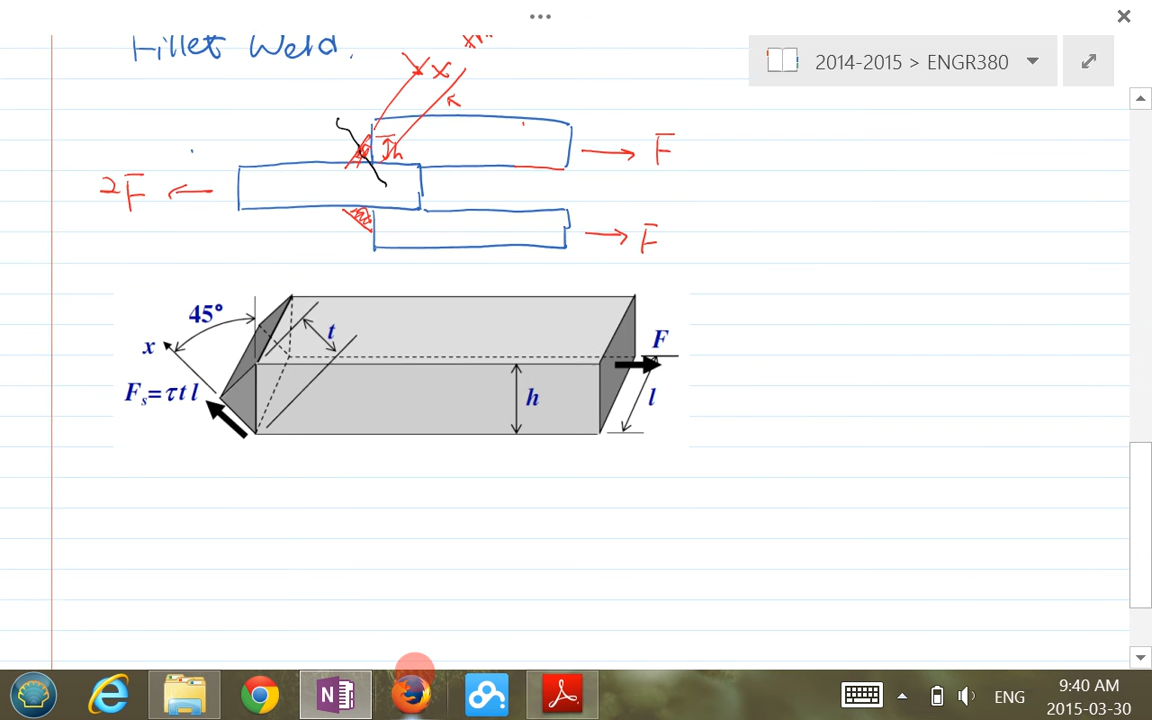 Fillet Weld.
2014-2015 > ENGR380
h
F
2F
F
45°
t
x
F
Fs=τtl
h
l
ENG
9:40 AM
2015-03-30